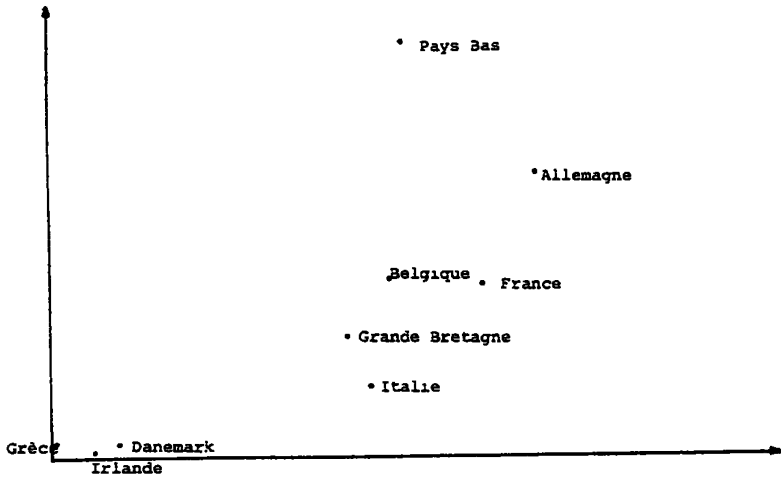 Pays Bas
Allemagne
Belgique
France
Grande Bretagne
Italie
Grèce
Danemark
Irlande